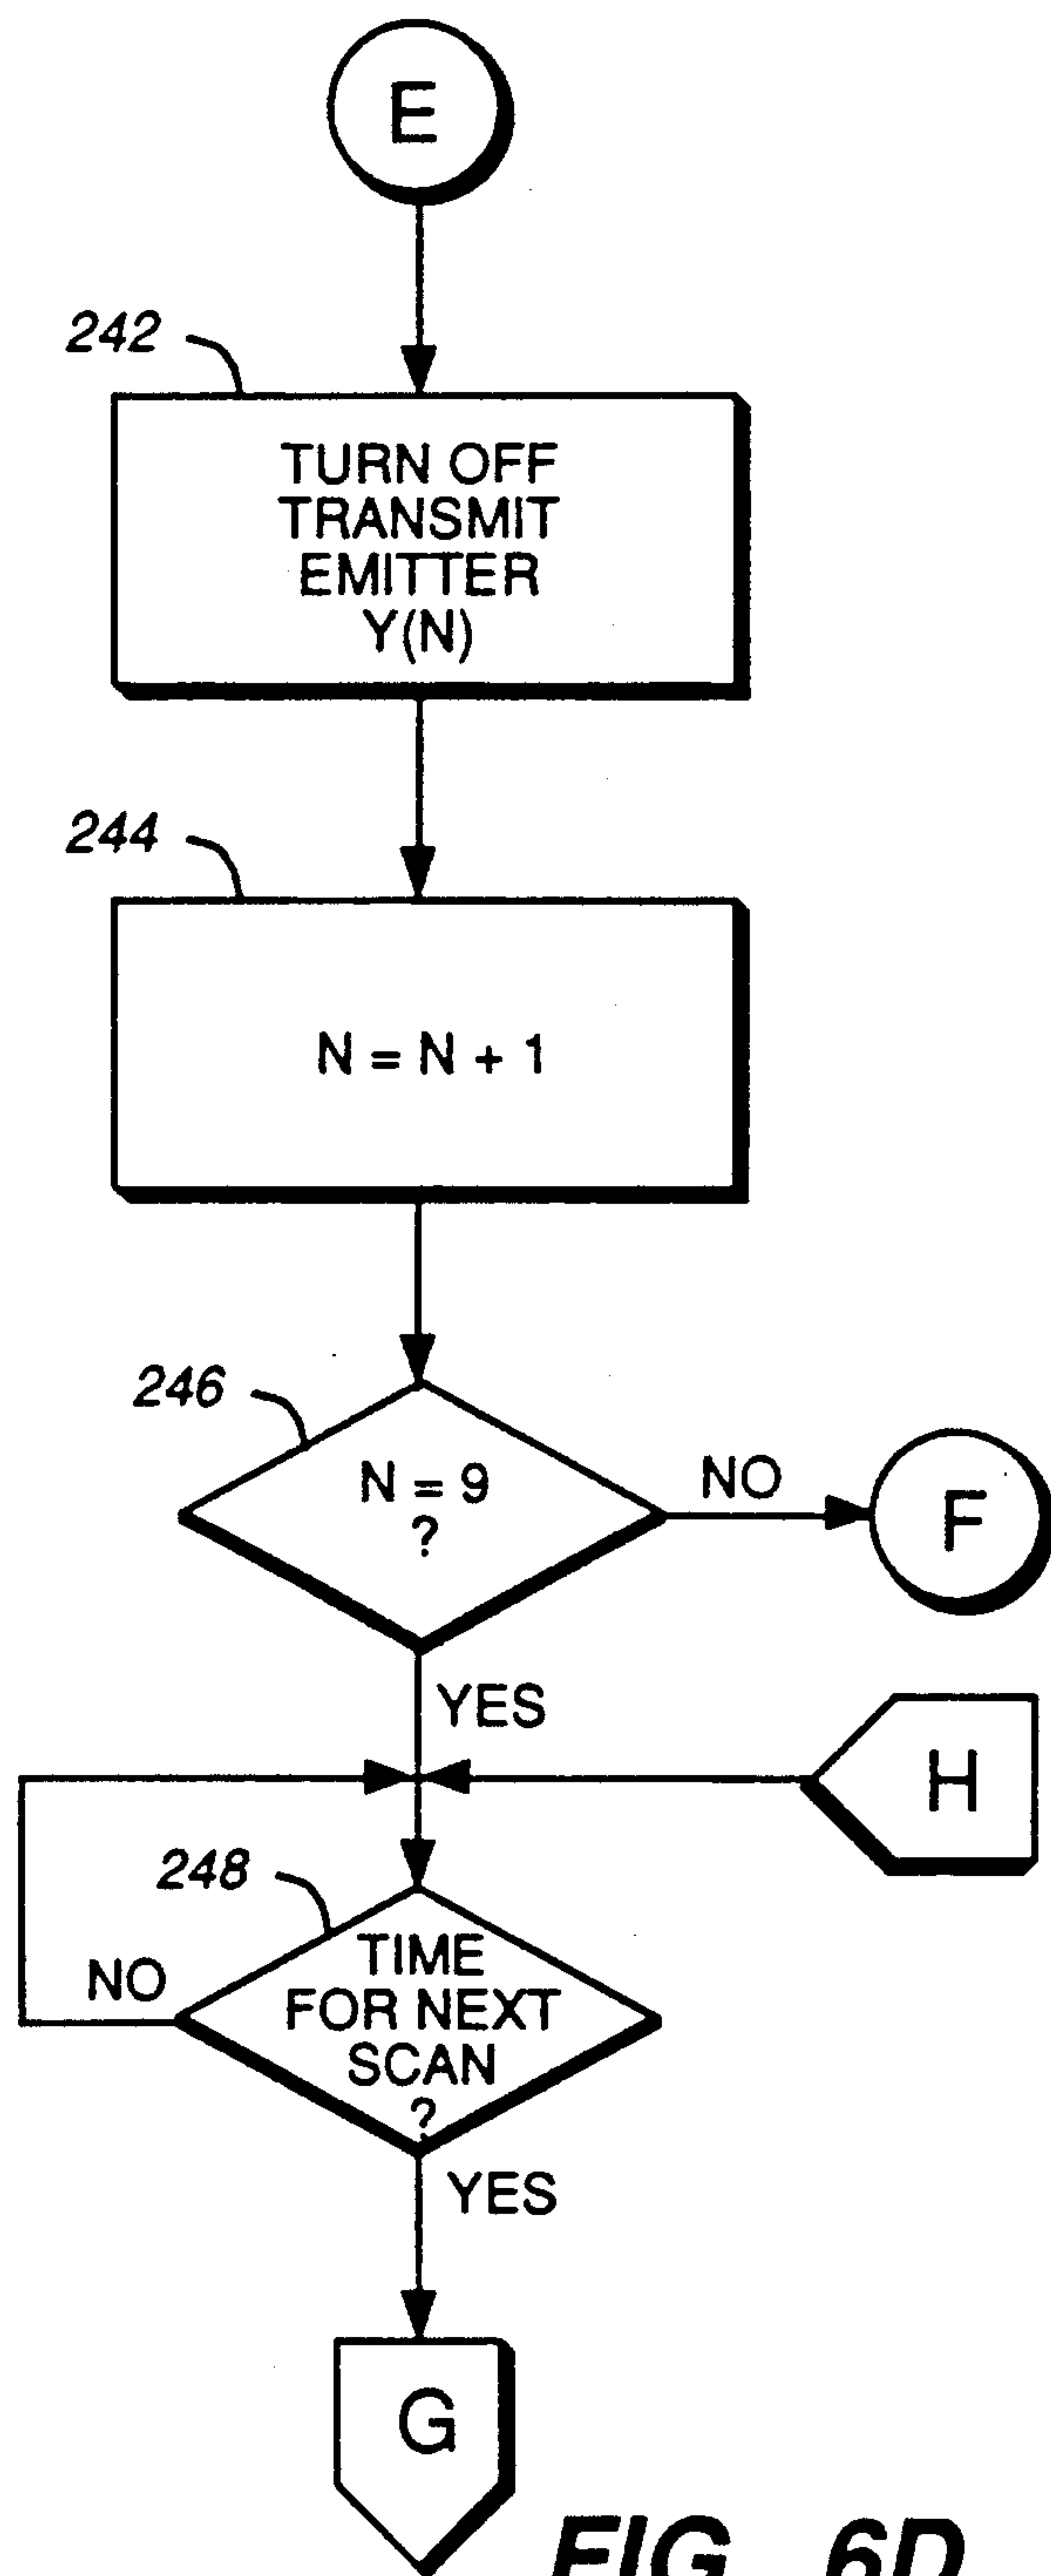 E
242
TURN OFF
TRANSMIT
EMITTER
Y(N)
244
N = N + 1
246
N = 9
?
NO
F
YES
H
248
TIME
FOR NEXT
SCAN
?
NO
YES
G
FIG. 6D